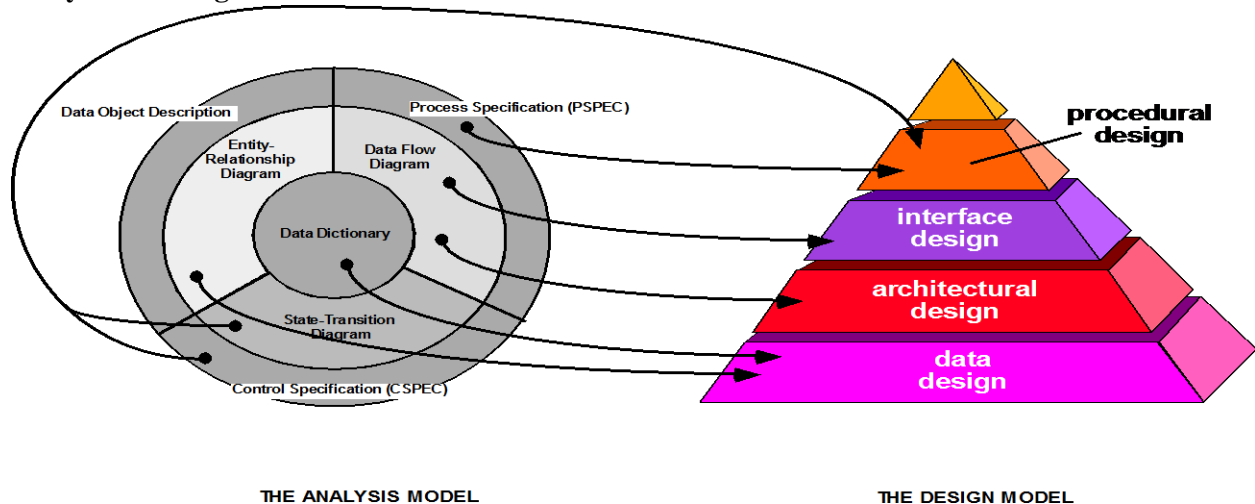 Data Object Description
Process Specification (PSPEC)
Entity-
Relationship
Diagram
Data Flow
Diagram
Data Dictionary
State-Transition
Diagram
Control Specification (CSPEC)
procedural
design
interface
design
architectural
design
data
design
THE ANALYSIS MODEL
THE DESIGN MODEL